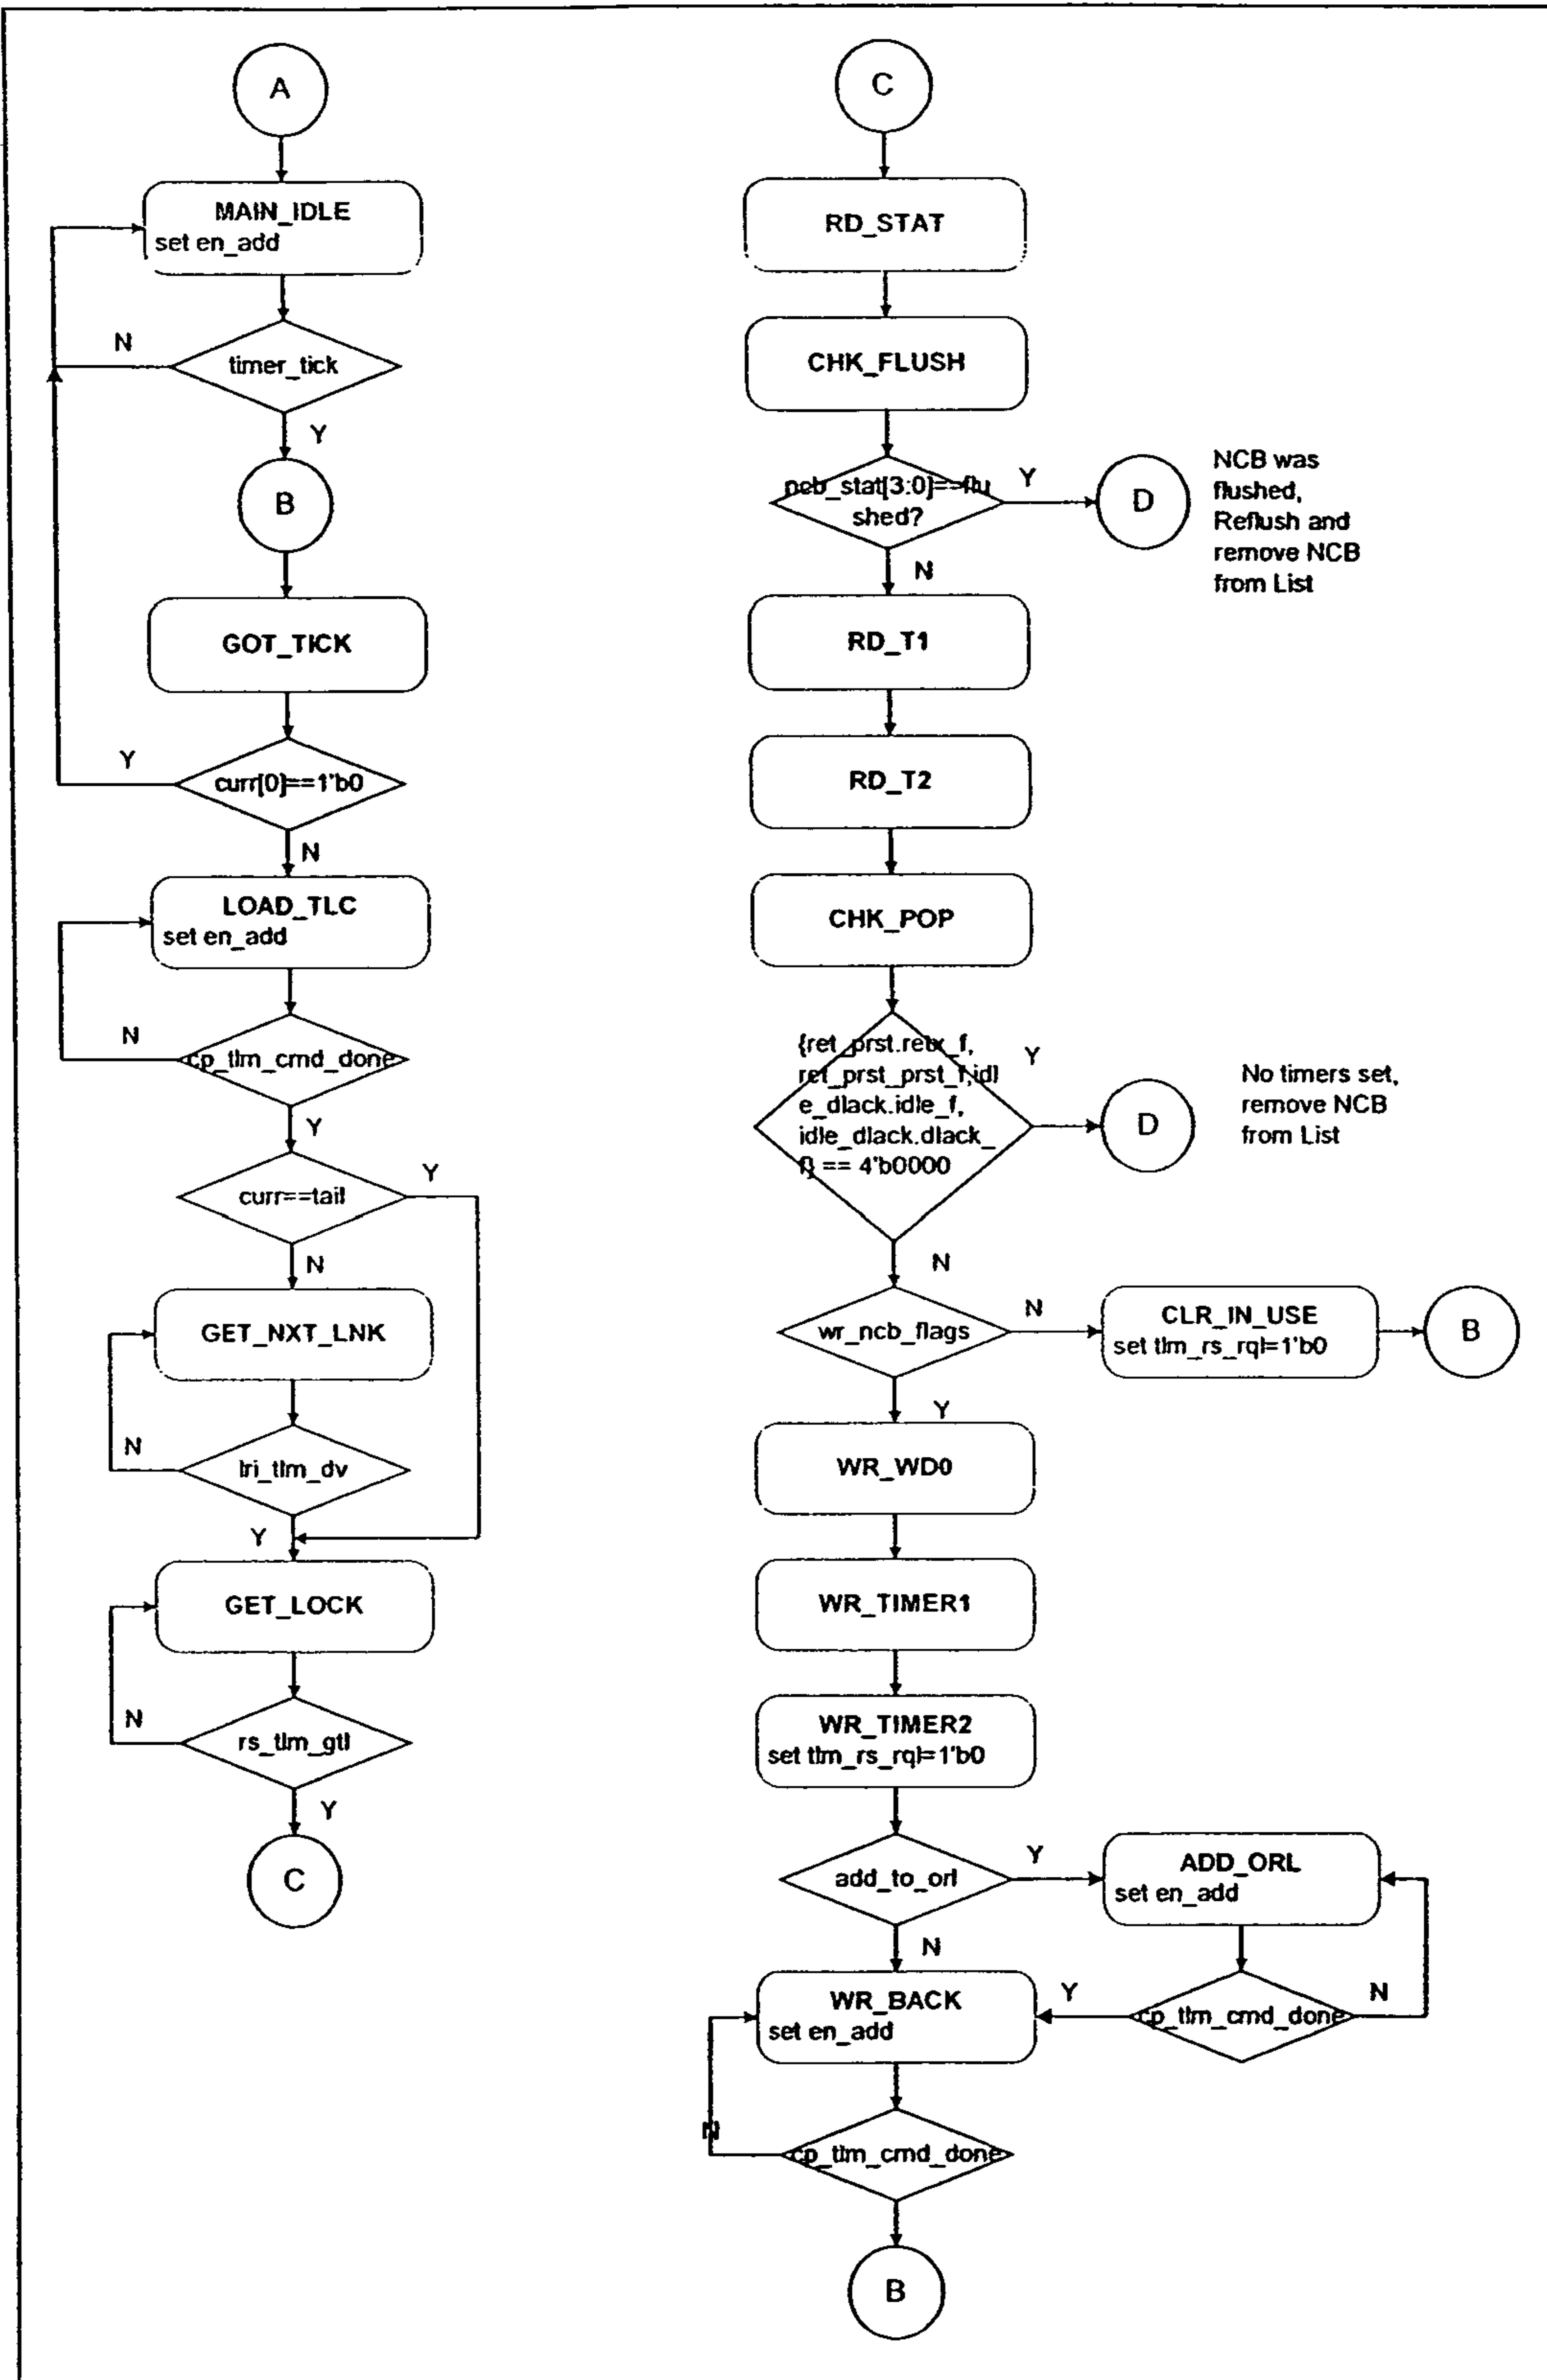 A
MAIN_IDLE
set en_add
N
timer_tick
Y
B
GOT_TICK
Y
curr[0]==1'b0
N
LOAD_TLC
set en_add
N
cp_tlm_cmd_done
Y
curr==tail
Y
N
GET_NXT_LNK
N
lri_tlm_dv
Y
GET_LOCK
N
rs_tlm_gtl
Y
C
C
RD_STAT
CHK_FLUSH
ncb_stat[3:0]==flu
shed?
Y
D
NCB was
flushed,
Reflush and
remove NCB
from List
N
RD_T1
RD_T2
CHK_POP
{ret_prst.retx_f,
ret_prst_prst_f,idl
e_dlack.idle_f,
idle_dlack.dlack_
f} == 4'b0000
Y
D
No timers set,
remove NCB
from List
N
wr_ncb_flags
N
CLR_IN_USE
set tlm_rs_rql=1'b0
B
Y
WR_WD0
WR_TIMER1
WR_TIMER2
set tlm_rs_rql=1'b0
add_to_orl
Y
ADD_ORL
set en_add
N
WR_BACK
set en_add
Y
cp_tlm_cmd_done
N
N
cp_tlm_cmd_done
B